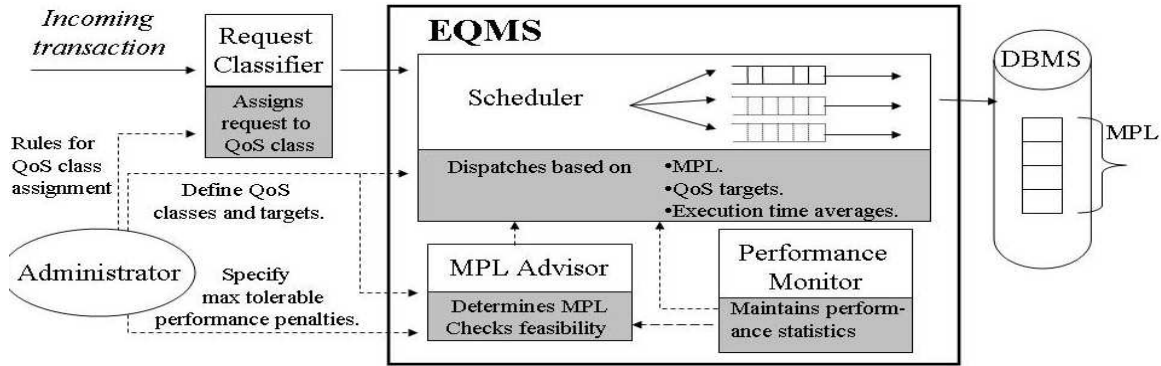 Incoming
transaction
Request
Classifier
Assigns
request to
QoS class
EQMS
Scheduler
Dispatches based on
•MPL.
•QoS targets.
•Execution time averages.
DBMS
MPL
Rules for
QoS class
assignment
Define QoS
classes and targets.
Administrator
Specify
max tolerable
performance penalties.
MPL Advisor
Determines MPL
Checks feasibility
Performance
Monitor
Maintains perform-
ance statistics